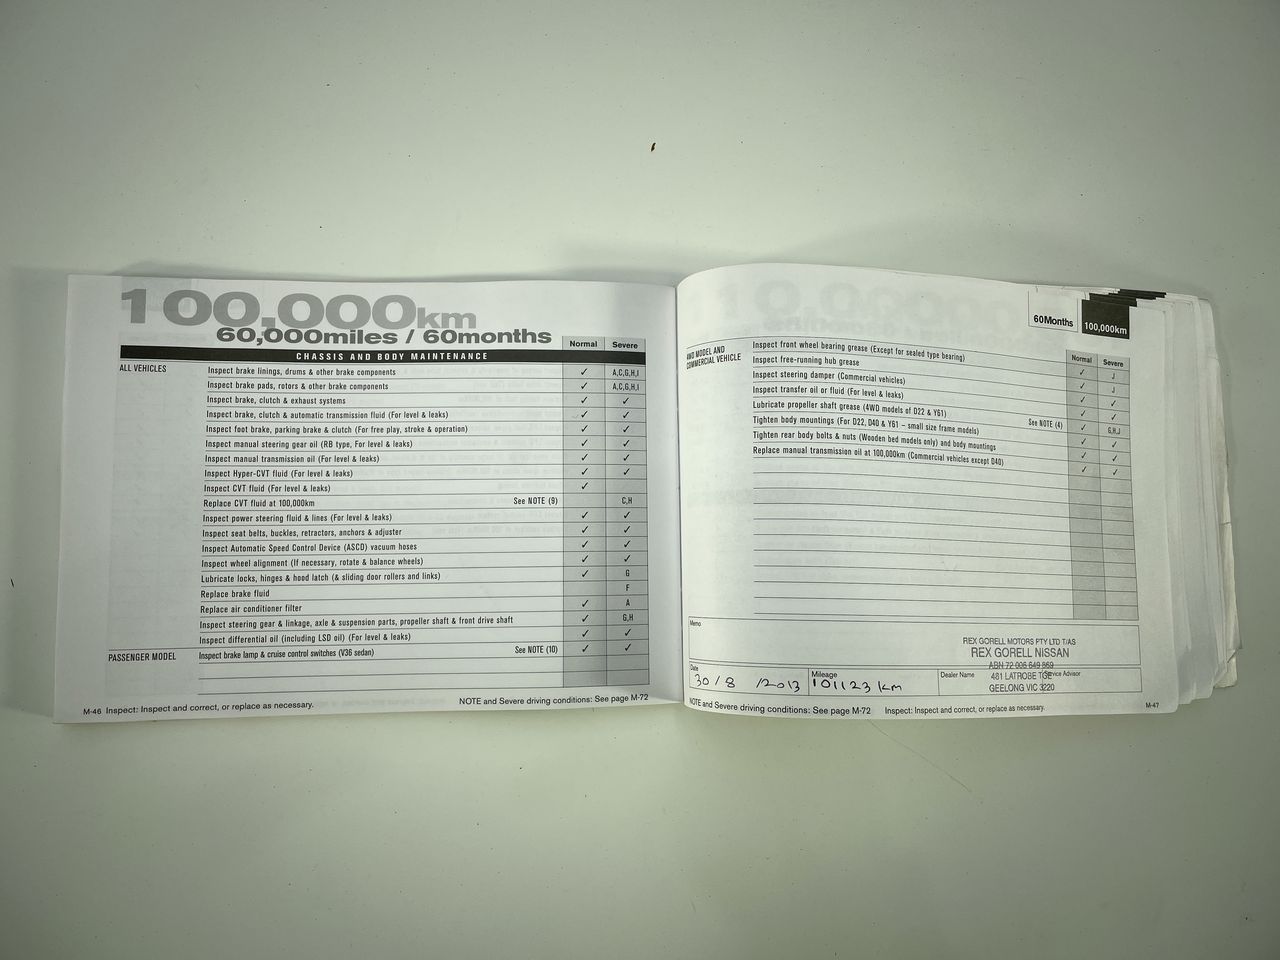 100,000km
60,000miles / 60months
Normal Severe
CHASSIS AND BODY MAINTENANCE
ALL VEHICLES Inspect brake linings, drums & other brake components ✓ A,C,G,H,I
Inspect brake pads, rotors & other brake components ✓ A,C,G,H,I
Inspect brake, clutch & exhaust systems ✓ ✓
Inspect brake, clutch & automatic transmission fluid (For level & leaks) ✓ ✓
Inspect foot brake, parking brake & clutch (For free play, stroke & operation) ✓ ✓
Inspect manual steering gear oil (RB type, For level & leaks) ✓ ✓
Inspect manual transmission oil (For level & leaks) ✓ ✓
Inspect Hyper-CVT fluid (For level & leaks) ✓ ✓
Inspect CVT fluid (For level & leaks) ✓
Replace CVT fluid at 100,000km See NOTE (9) C,H
Inspect power steering fluid & lines (For level & leaks) ✓ ✓
Inspect seat belts, buckles, retractors, anchors & adjuster ✓ ✓
Inspect Automatic Speed Control Device (ASCD) vacuum hoses ✓ ✓
Inspect wheel alignment (If necessary, rotate & balance wheels) ✓ ✓
Lubricate locks, hinges & hood latch (& sliding door rollers and links) ✓ G
Replace brake fluid F
Replace air conditioner filter ✓ A
Inspect steering gear & linkage, axle & suspension parts, propeller shaft & front drive shaft ✓ G,H
Inspect differential oil (including LSD oil) (For level & leaks) ✓ ✓
PASSENGER MODEL Inspect brake lamp & cruise control switches (V36 sedan) See NOTE (10) ✓ ✓
NOTE and Severe driving conditions: See page M-72
M-46 Inspect: Inspect and correct, or replace as necessary.
60Months 100,000km
Normal Severe
4WD MODEL AND
COMMERCIAL VEHICLE
Inspect front wheel bearing grease (Except for sealed type bearing) ✓ J
Inspect free-running hub grease ✓ J
Inspect steering damper (Commercial vehicles) ✓ ✓
Inspect transfer oil or fluid (For level & leaks) ✓ ✓
Lubricate propeller shaft grease (4WD models of D22 & Y61) See NOTE (4) ✓ G,H,J
Tighten body mountings (For D22, D40 & Y61 – small size frame models) ✓ ✓
Tighten rear body bolts & nuts (Wooden bed models only) and body mountings ✓ ✓
Replace manual transmission oil at 100,000km (Commercial vehicles except D40)
Memo
REX GORELL MOTORS PTY LTD T/AS
REX GORELL NISSAN
ABN 72 006 649 869
481 LATROBE TCE
GEELONG VIC 3220
Date 30/8/2013 Mileage 101123 km Dealer Name Service Advisor
NOTE and Severe driving conditions: See page M-72 Inspect: Inspect and correct, or replace as necessary. M-47